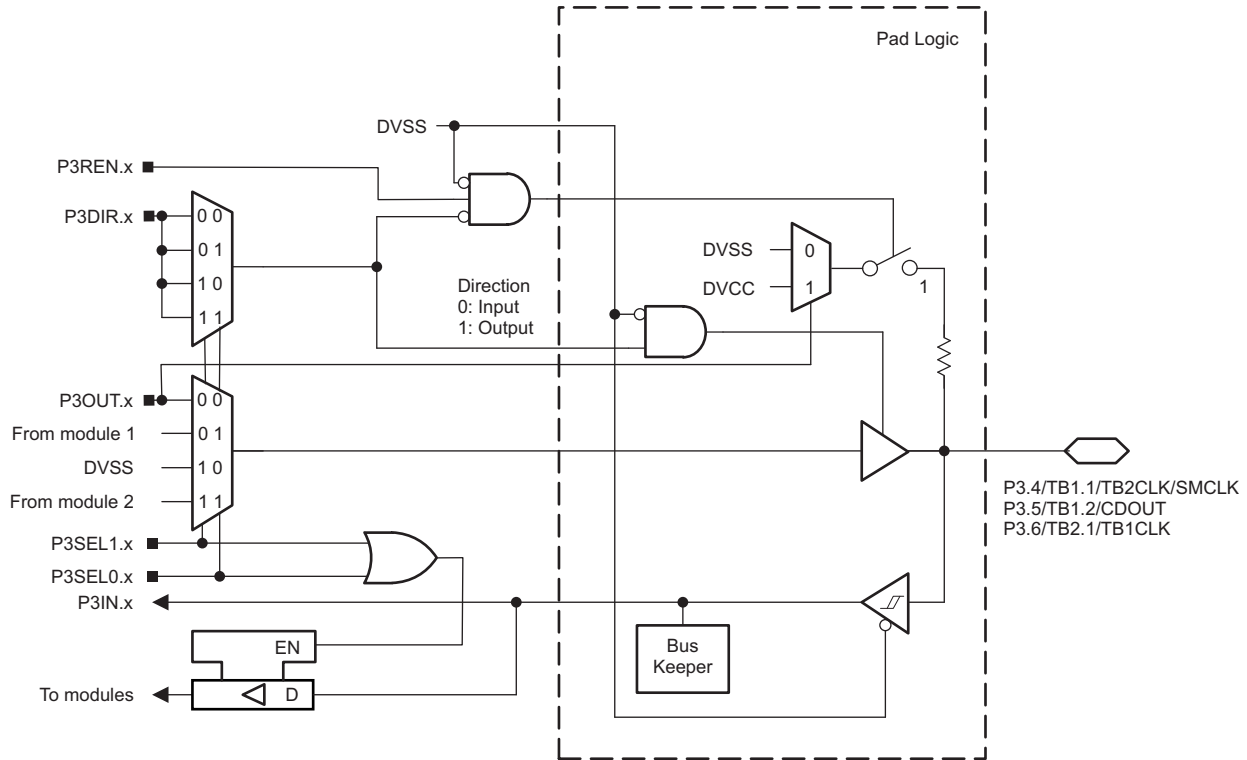 Pad Logic
DVSS
P3REN.x
P3DIR.x
0 0
0 1
1 0
1 1
Direction
0: Input
1: Output
DVSS
0
DVCC
1
1
P3OUT.x
0 0
From module 1
0 1
DVSS
1 0
From module 2
1 1
P3.4/TB1.1/TB2CLK/SMCLK
P3.5/TB1.2/CDOUT
P3.6/TB2.1/TB1CLK
P3SEL1.x
P3SEL0.x
P3IN.x
Bus
Keeper
EN
To modules
D